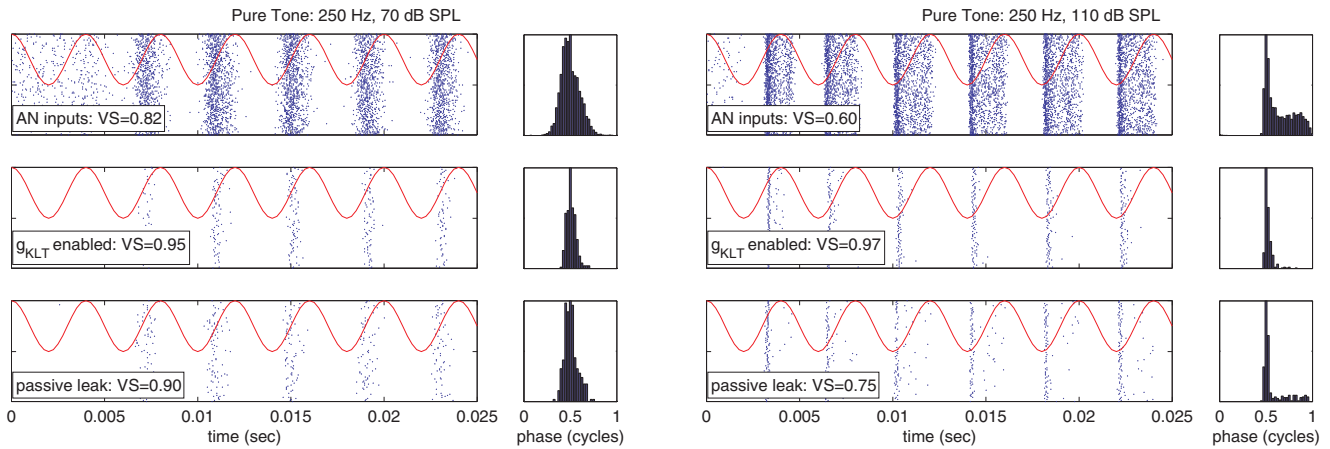 Pure Tone: 250 Hz, 70 dB SPL
AN inputs: VS=0.82
gKLT enabled: VS=0.95
passive leak: VS=0.90
0 0.005 0.01 0.015 0.02 0.025
time (sec)
0 0.5 1
phase (cycles)
Pure Tone: 250 Hz, 110 dB SPL
AN inputs: VS=0.60
gKLT enabled: VS=0.97
passive leak: VS=0.75
0 0.005 0.01 0.015 0.02 0.025
time (sec)
0 0.5 1
phase (cycles)